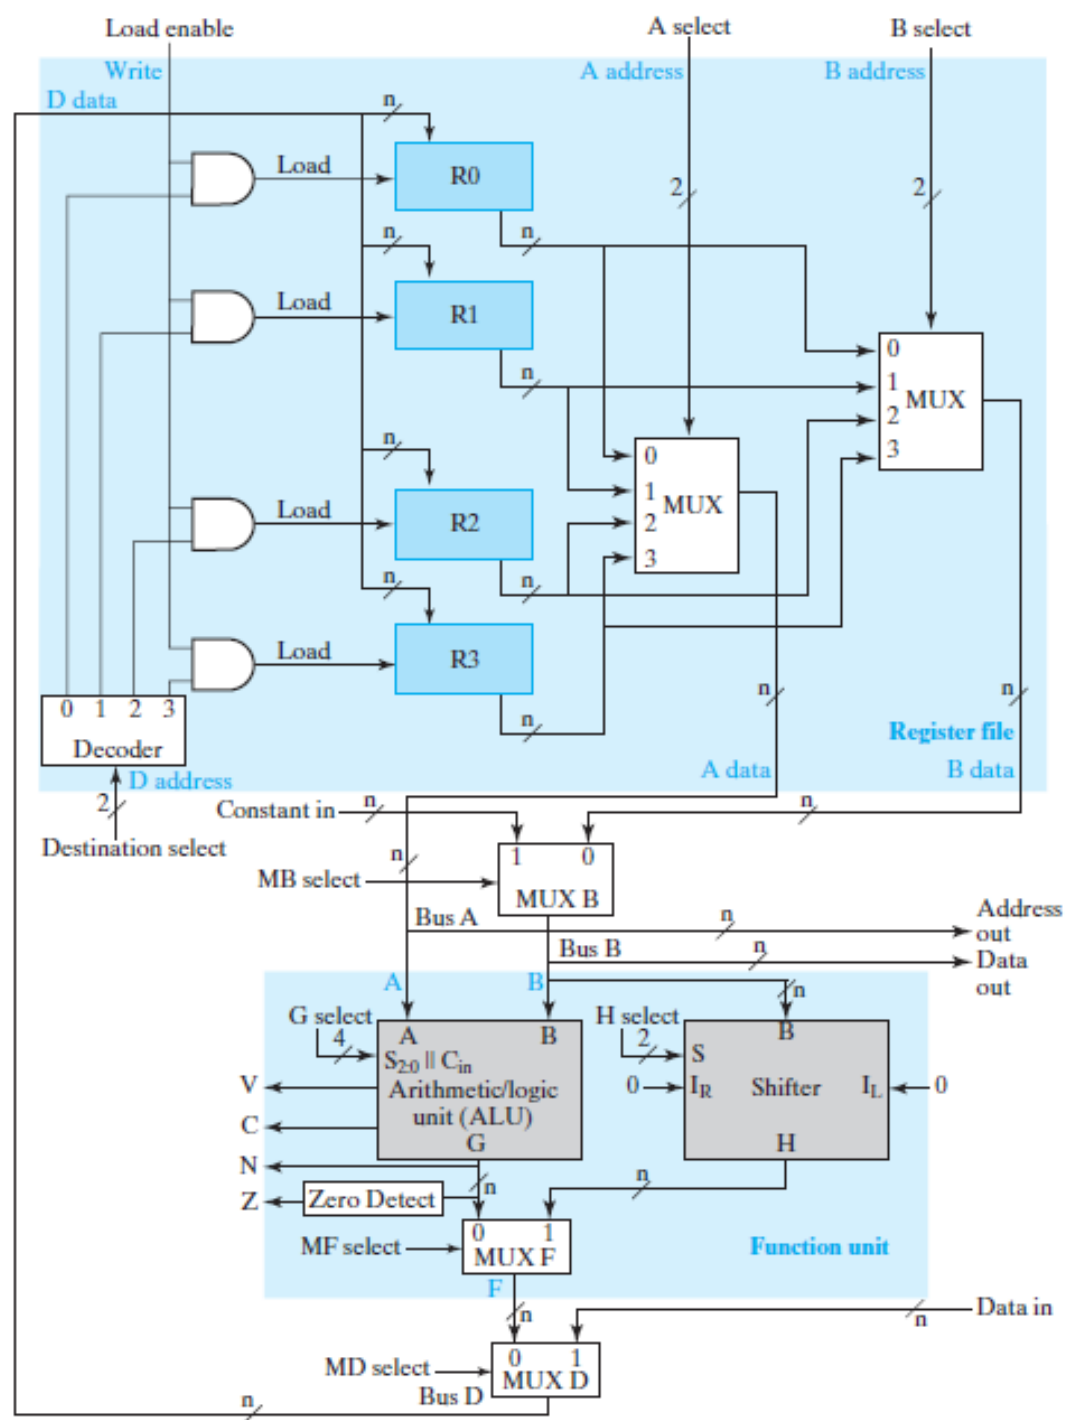 Load enable
A select
B select
Write
A address
B address
D data
n
Load
R0
2
2
n
n
Load
R1
n
0
1
2
3
MUX
n
0
1
2
3
MUX
Load
R2
n
n
Load
R3
n
n
n
0 1 2 3
Decoder
Register file
D address
A data
B data
2
Constant in
n
n
Destination select
n
1 0
MUX B
MB select
Bus A
n
Address
out
Bus B
n
Data
out
A
B
n
G select
4
A B
S2:0 || Cin
Arithmetic/logic
unit (ALU)
G
H select
2
B
S
0
IR
Shifter
IL
0
H
V
C
N
Z
Zero Detect
n
n
0 1
MUX F
MF select
Function unit
F
n
Data in
n
0 1
MUX D
MD select
Bus D
n